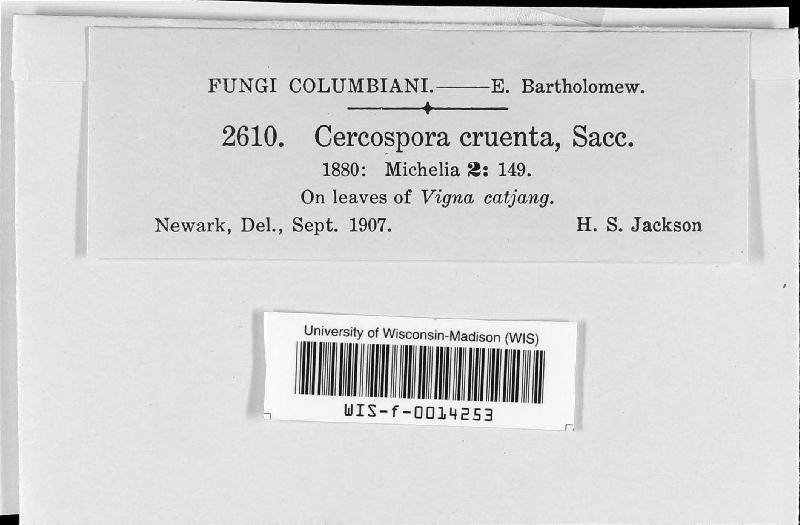 FUNGI COLUMBIANI.——E. Bartholomew.
2610. Cercospora cruenta, Sacc.
1880: Michelia 2: 149.
On leaves of Vigna catjang.
Newark, Del., Sept. 1907. H. S. Jackson
University of Wisconsin-Madison (WIS)
WIS-f-0014253